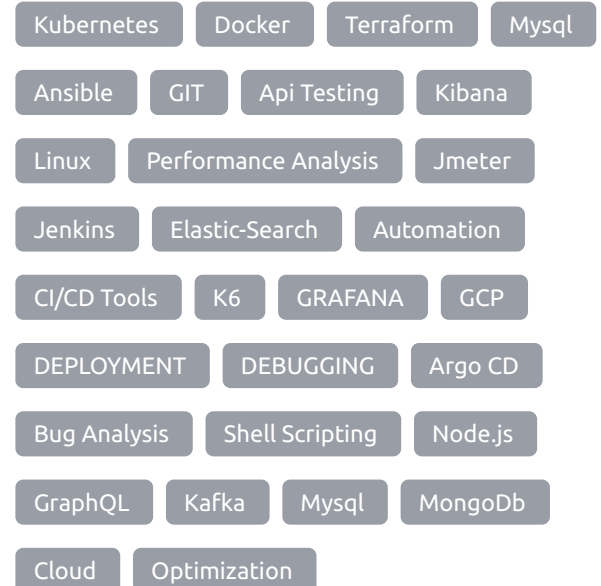 Kubernetes Docker Terraform Mysql
Ansible GIT Api Testing Kibana
Linux Performance Analysis Jmeter
Jenkins Elastic-Search Automation
CI/CD Tools K6 GRAFANA GCP
DEPLOYMENT DEBUGGING Argo CD
Bug Analysis Shell Scripting Node.js
GraphQL Kafka Mysql MongoDb
Cloud Optimization